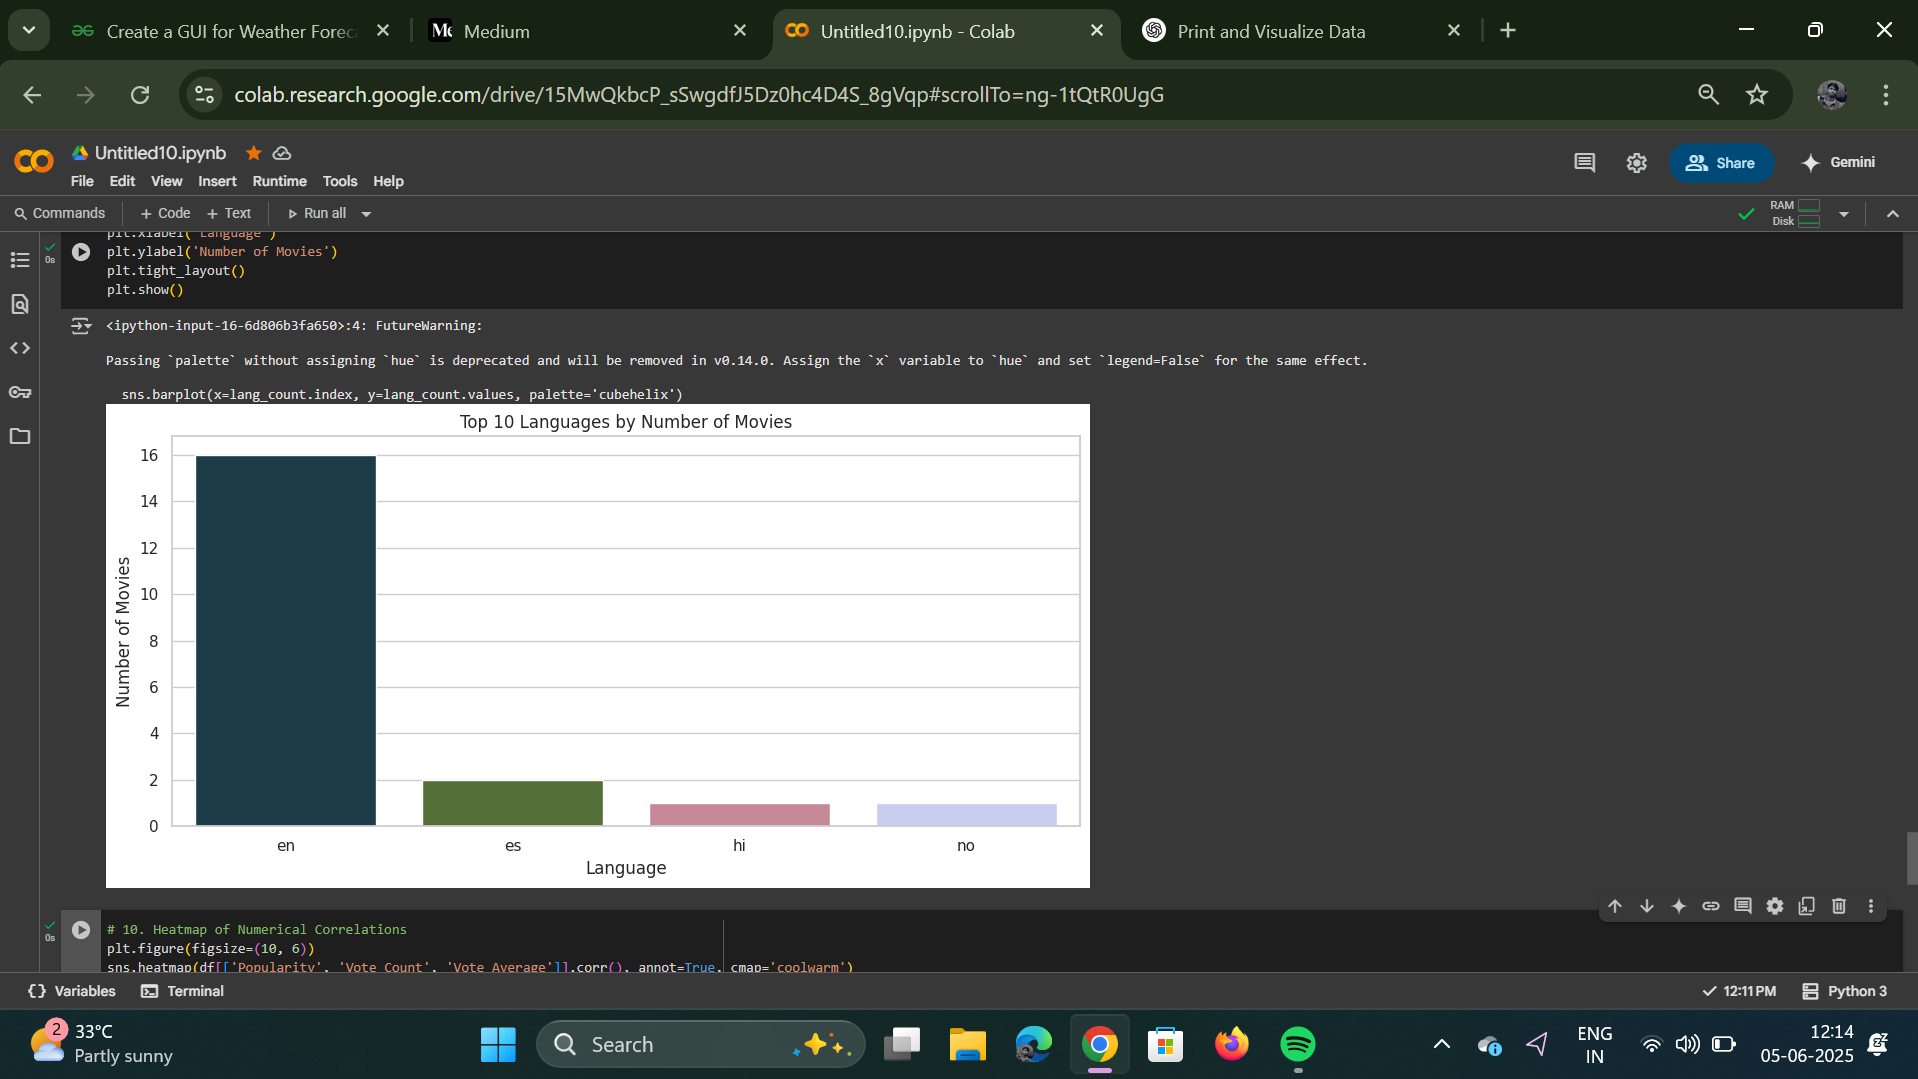 Create a GUI for Weather Forec
Medium
Untitled10.ipynb - Colab
Print and Visualize Data
colab.research.google.com/drive/15MwQkbcP_sSwgdfJ5Dz0hc4D4S_8gVqp#scrollTo=ng-1tQtR0UgG
Untitled10.ipynb
File Edit View Insert Runtime Tools Help
Share
Gemini
Commands + Code + Text Run all
RAM
Disk
0s
plt.xlabel('Language')
plt.ylabel('Number of Movies')
plt.tight_layout()
plt.show()
<ipython-input-16-6d806b3fa650>:4: FutureWarning:
Passing `palette` without assigning `hue` is deprecated and will be removed in v0.14.0. Assign the `x` variable to `hue` and set `legend=False` for the same effect.
sns.barplot(x=lang_count.index, y=lang_count.values, palette='cubehelix')
Top 10 Languages by Number of Movies
16
14
12
10
8
6
4
2
0
Number of Movies
en es hi no
Language
0s
# 10. Heatmap of Numerical Correlations
plt.figure(figsize=(10, 6))
sns.heatmap(df[['Popularity', 'Vote Count', 'Vote Average']].corr(), annot=True, cmap='coolwarm')
Variables Terminal
12:11 PM Python 3
2
33°C
Partly sunny
Search
ENG
IN
12:14
05-06-2025